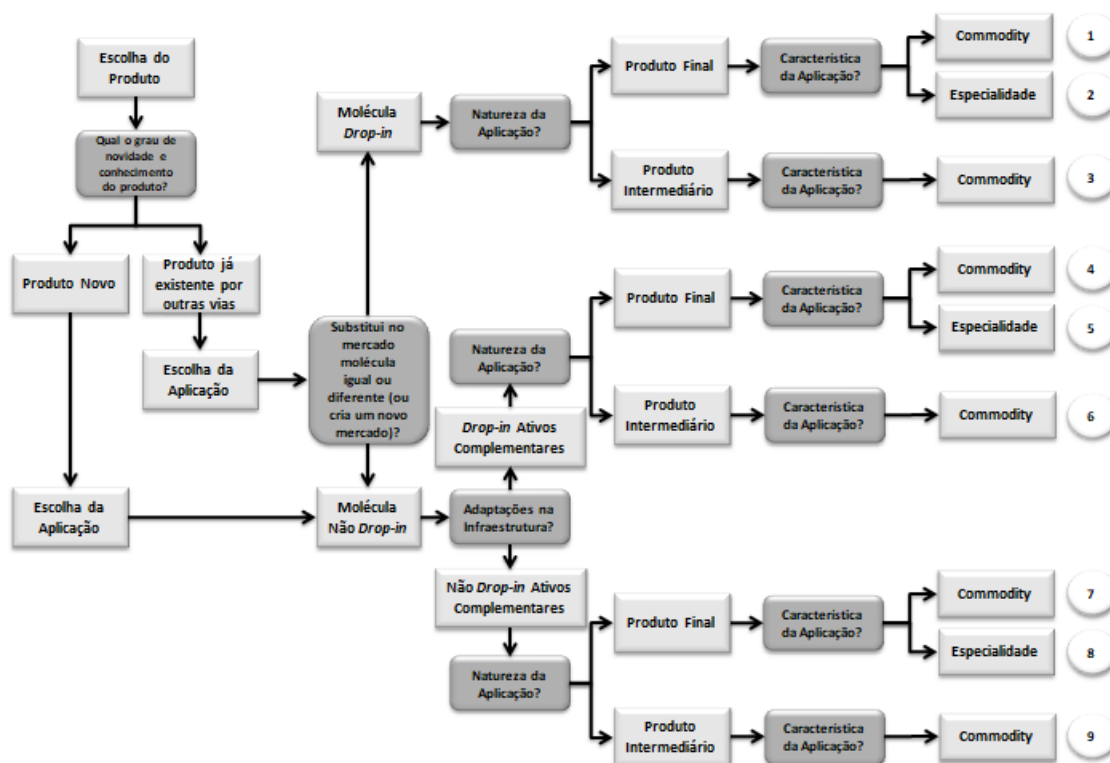 Escolha do
Produto
Qual o grau de
novidade e
conhecimento
do produto?
Produto Novo
Produto já
existente por
outras vias
Escolha da
Aplicação
Escolha da
Aplicação
Substitui no
mercado
molécula
igual ou
diferente (ou
cria um novo
mercado)?
Molécula
Drop-in
Natureza da
Aplicação?
Produto Final
Característica
da Aplicação?
Commodity
1
Especialidade
2
Produto
Intermediário
Característica
da Aplicação?
Commodity
3
Molécula
Não Drop-in
Adaptações na
Infraestrutura?
Drop-in Ativos
Complementares
Natureza da
Aplicação?
Produto Final
Característica
da Aplicação?
Commodity
4
Especialidade
5
Produto
Intermediário
Característica
da Aplicação?
Commodity
6
Não Drop-in Ativos
Complementares
Natureza da
Aplicação?
Produto Final
Característica
da Aplicação?
Commodity
7
Especialidade
8
Produto
Intermediário
Característica
da Aplicação?
Commodity
9